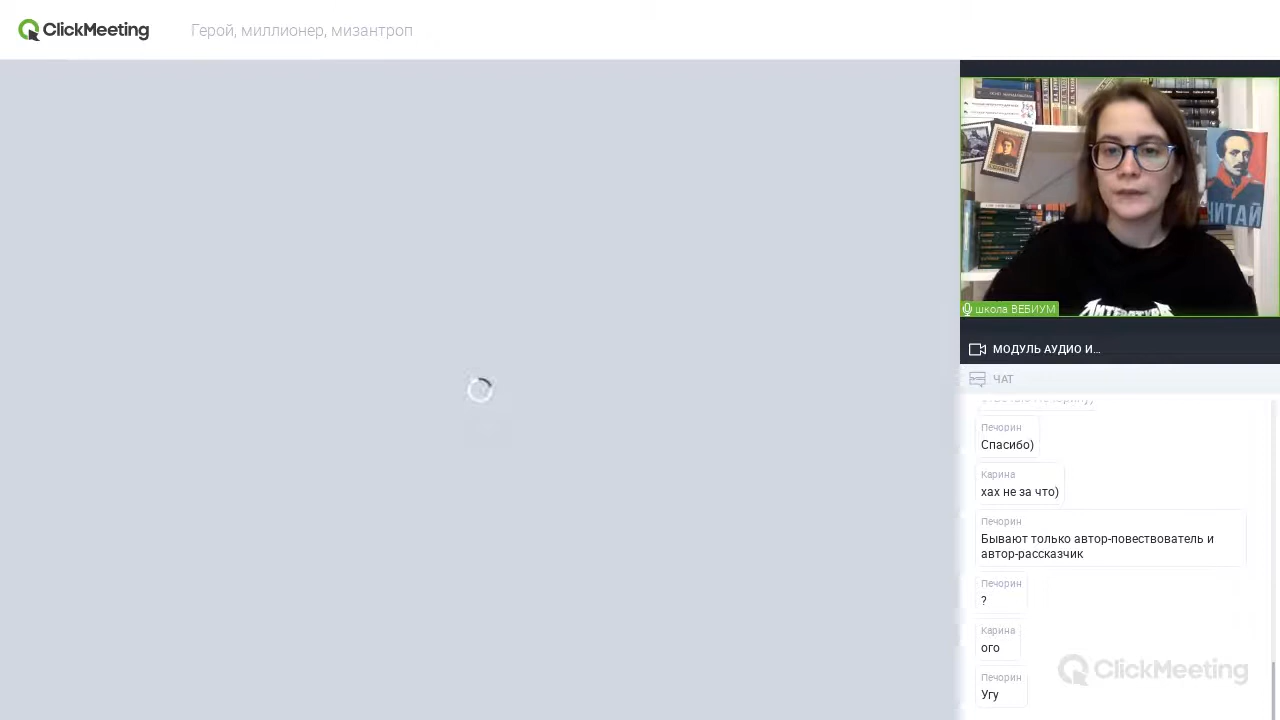 ClickMeeting
Герой, миллионер, мизантроп
ЧИТАЙ
ЛИТЕРАТУРА
школа ВЕБИУМ
МОДУЛЬ АУДИО И...
ЧАТ
Печорин
Спасибо)
Карина
хах не за что)
Печорин
Бывают только автор-повествователь и
автор-рассказчик
Печорин
?
Карина
ого
Печорин
Угу
ClickMeeting